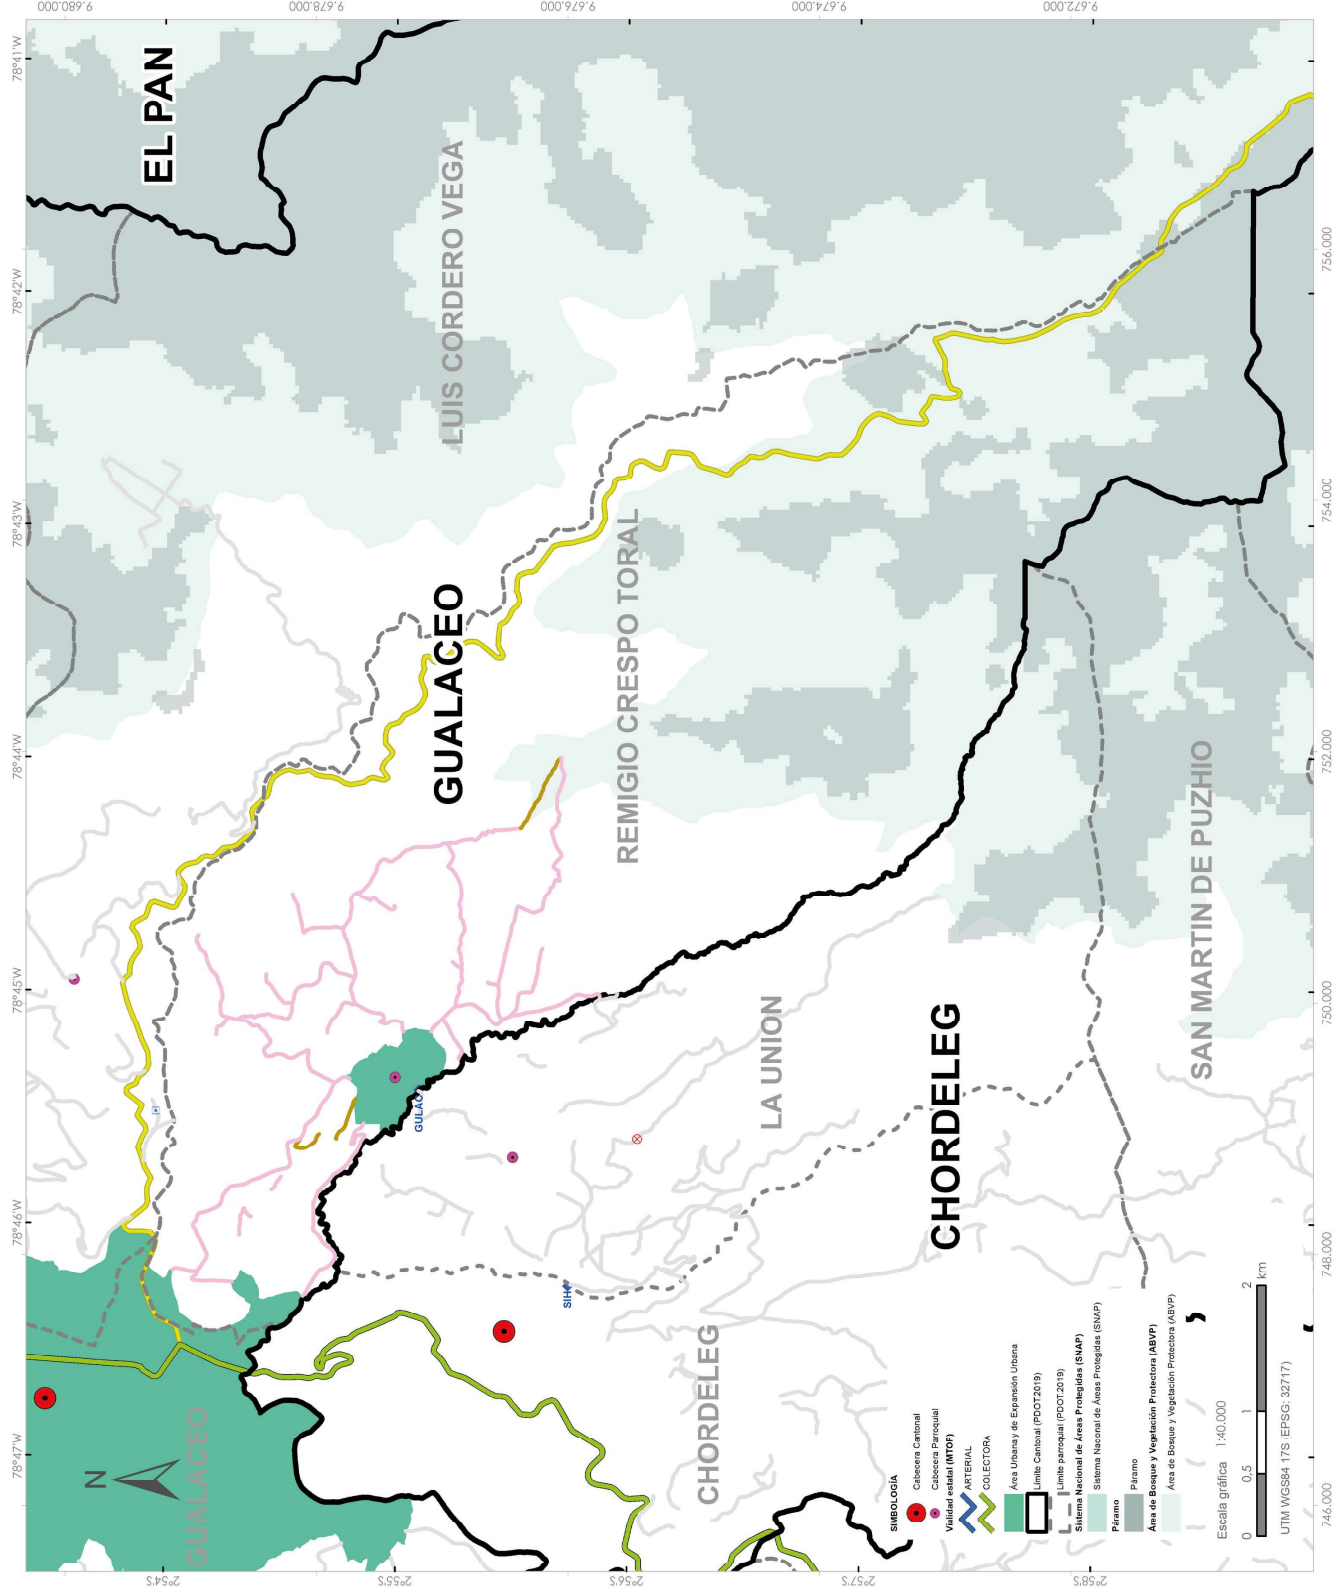 78°47'W
78°46'W
78°45'W
78°44'W
78°43'W
78°42'W
78°41'W
9.680.000
9.678.000
9.676.000
9.674.000
9.672.000
2°54'S
2°55'S
2°56'S
2°57'S
2°58'S
746.000
748.000
750.000
752.000
754.000
756.000
N
EL PAN
LUIS CORDERO VEGA
GUALACEO
REMIGIO CRESPO TORAL
GUALACEO
CHORDELEG
LA UNION
CHORDELEG
SAN MARTIN DE PUZHIO
GULAC
SIH
SIMBOLOGÍA
Cabecera Cantonal
Cabecera Parroquial
Vialidad estatal (MTOP)
ARTERIAL
COLECTORA
Área Urbana y de Expansión Urbana
Límite Cantonal (PDOT2019)
Límite parroquial (PDOT2019)
Sistema Nacional de Áreas Protegidas (SNAP)
Sistema Nacional de Áreas Protegidas (SNAP)
Páramo
Páramo
Área de Bosque y Vegetación Protectora (ABVP)
Área de Bosque y Vegetación Protectora (ABVP)
Escala gráfica 1:40.000
0 0,5 1 2
km
UTM WGS84 17S (EPSG: 32717)